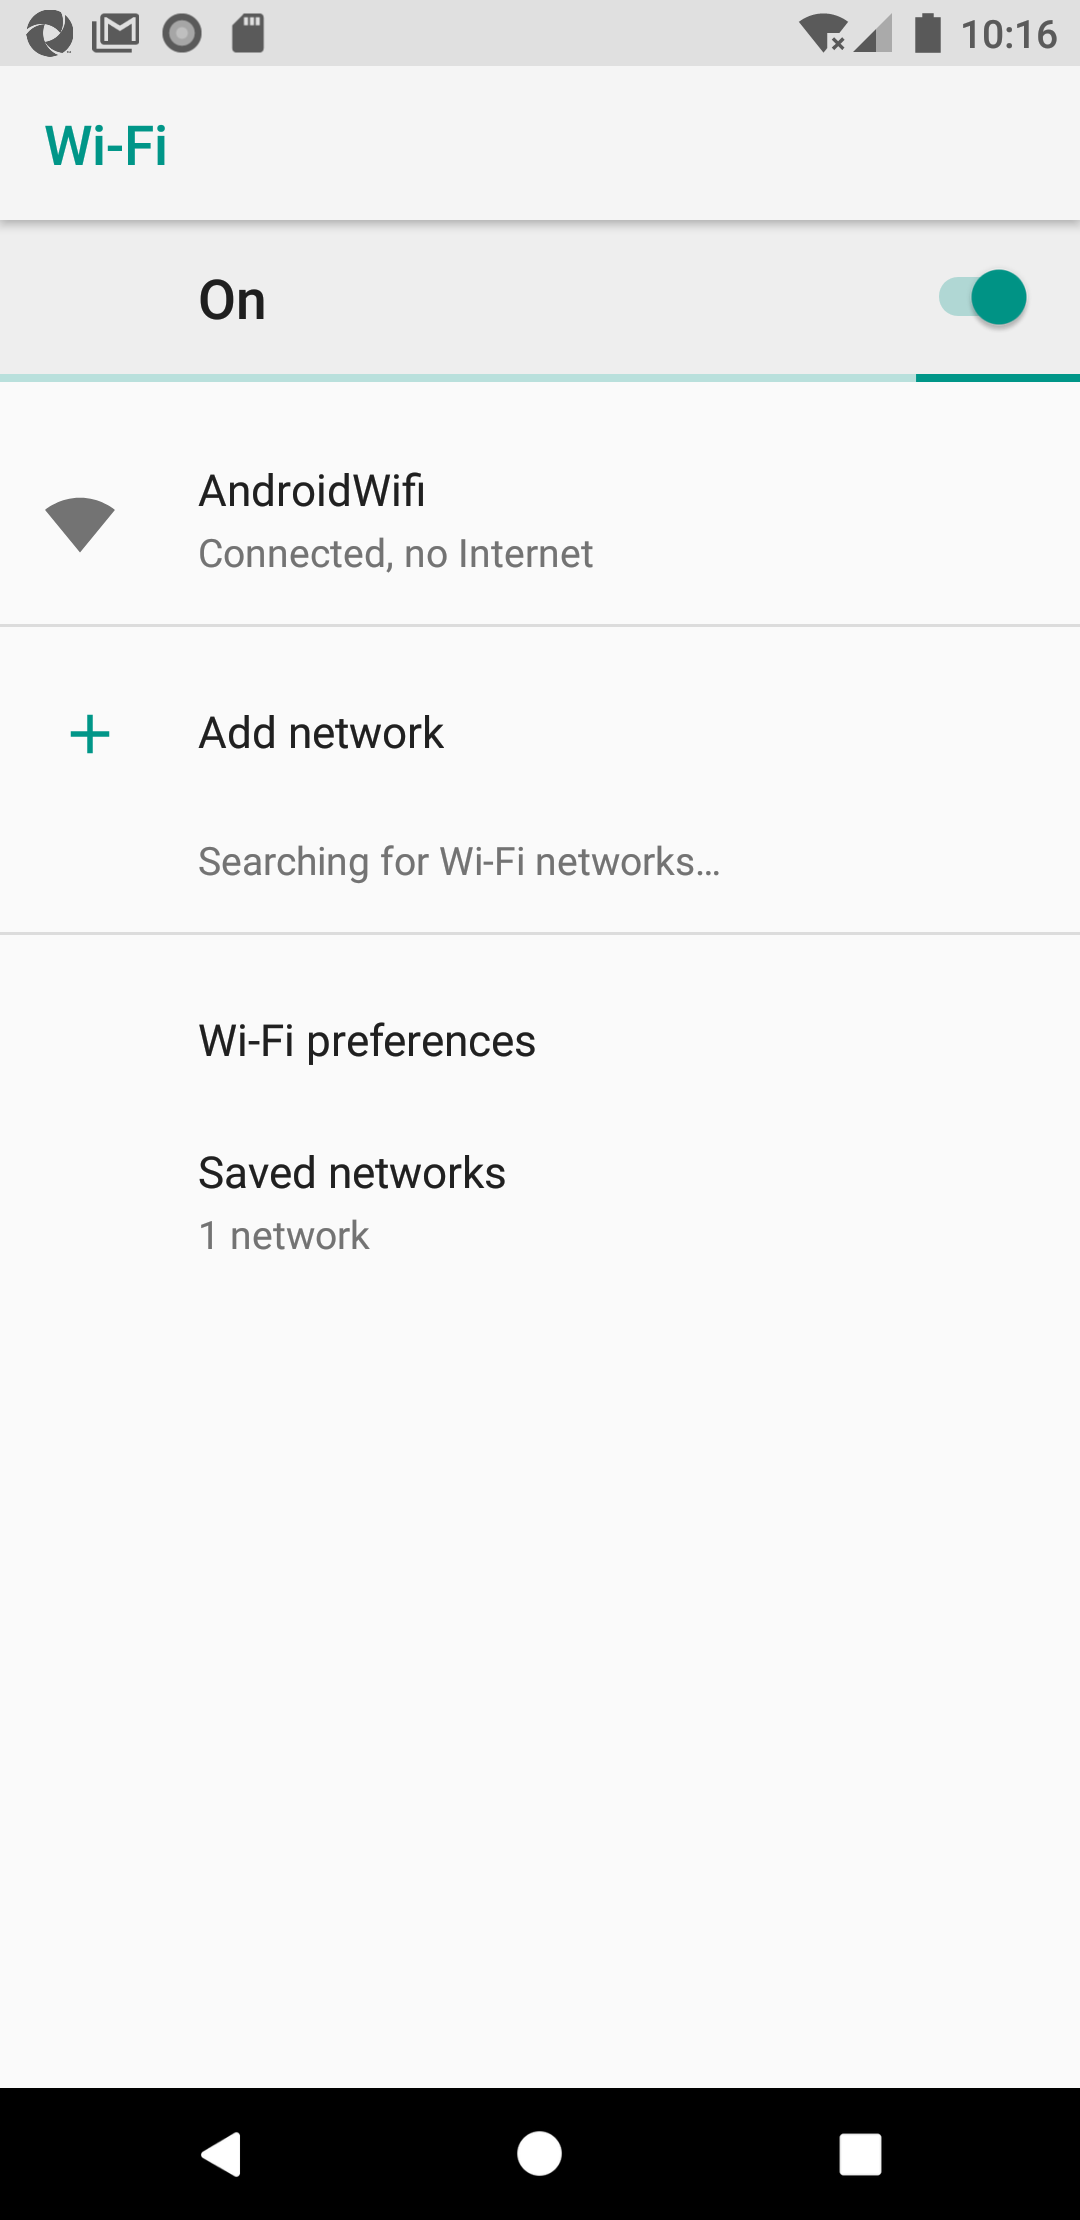 10:16
Wi-Fi
On
AndroidWifi
Connected, no Internet
Add network
Searching for Wi-Fi networks…
Wi-Fi preferences
Saved networks
1 network